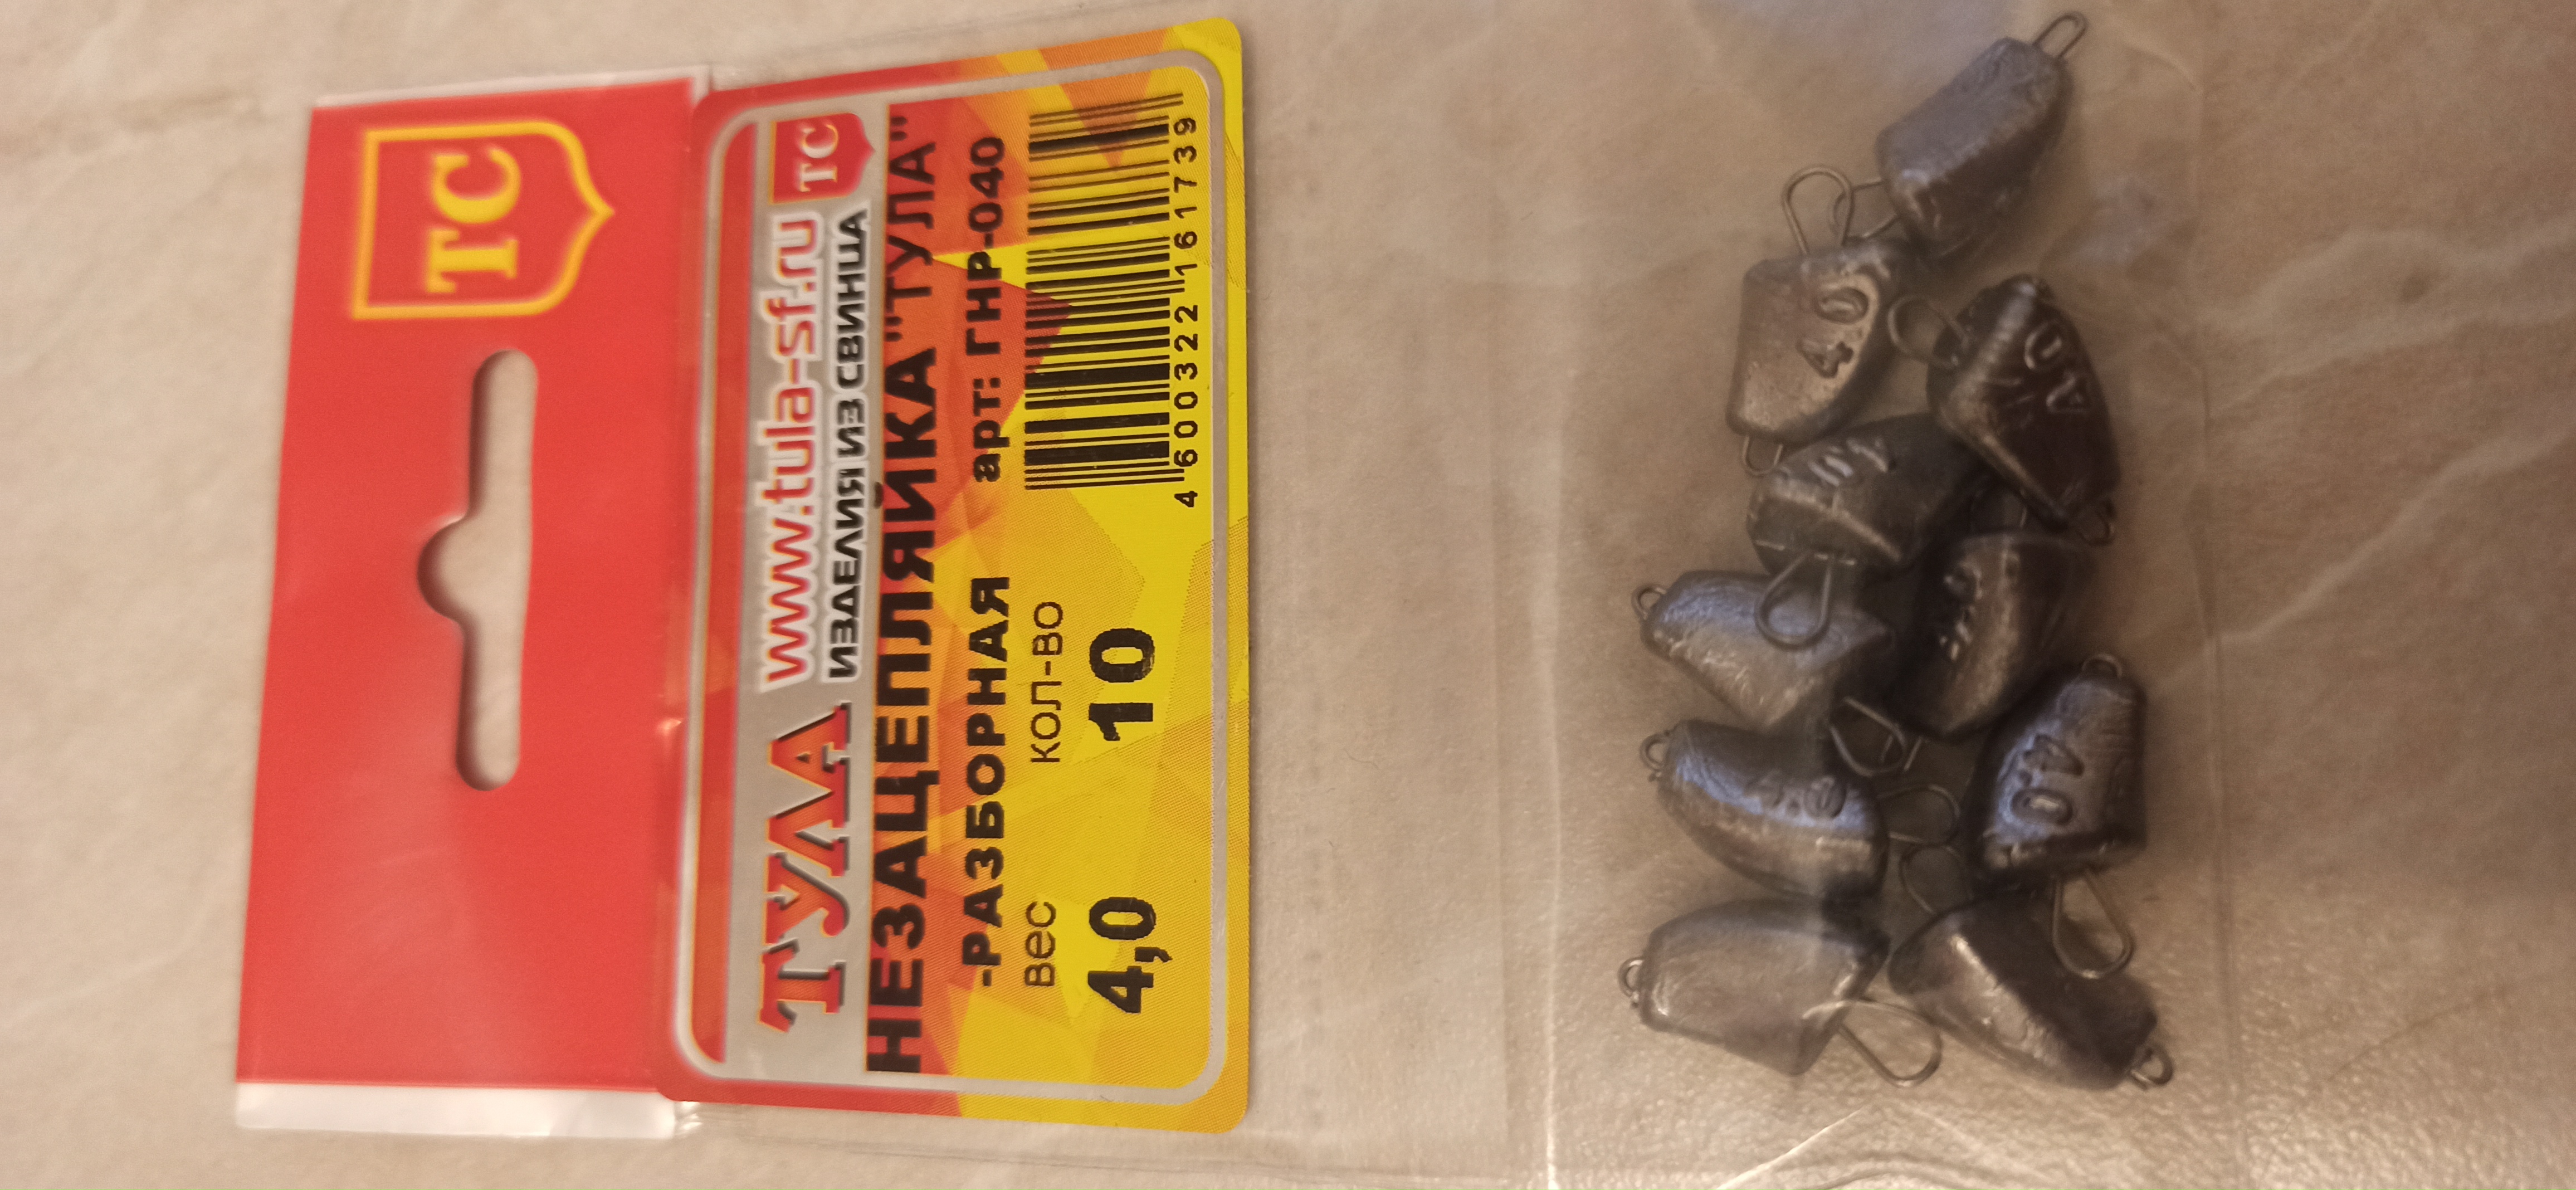 ТС
ТУЛА www.tula-sf.ru ТС
ИЗДЕЛИЯ ИЗ СВИНЦА
НЕЗАЦЕПЛЯЙКА "ТУЛА"
-РАЗБОРНАЯ арт: ГНР-040
вес кол-во
4,0 10
4 600322 161739
4 0
4 0
4 0